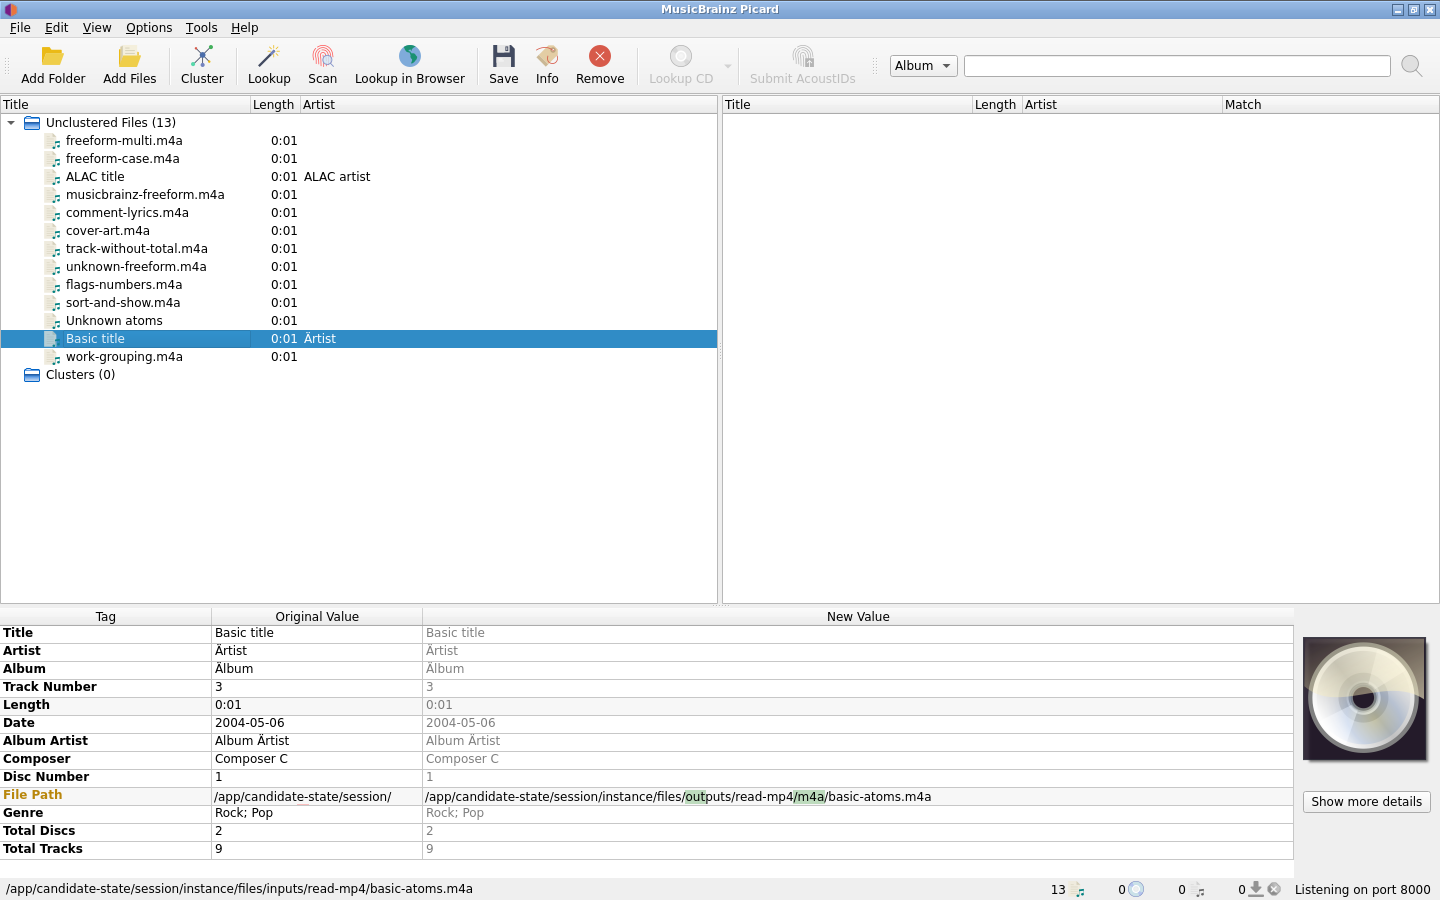 MusicBrainz Picard
File Edit View Options Tools Help
Add Folder Add Files Cluster Lookup Scan Lookup in Browser Save Info Remove Lookup CD Submit AcoustIDs Album
Title Length Artist Title Length Artist Match
Unclustered Files (13)
freeform-multi.m4a 0:01
freeform-case.m4a 0:01
ALAC title 0:01 ALAC artist
musicbrainz-freeform.m4a 0:01
comment-lyrics.m4a 0:01
cover-art.m4a 0:01
track-without-total.m4a 0:01
unknown-freeform.m4a 0:01
flags-numbers.m4a 0:01
sort-and-show.m4a 0:01
Unknown atoms 0:01
Basic title 0:01 Ärtist
work-grouping.m4a 0:01
Clusters (0)
Tag Original Value New Value
Title Basic title Basic title
Artist Ärtist Ärtist
Album Älbum Älbum
Track Number 3 3
Length 0:01 0:01
Date 2004-05-06 2004-05-06
Album Artist Album Ärtist Album Ärtist
Composer Composer C Composer C
Disc Number 1 1
File Path /app/candidate-state/session/ /app/candidate-state/session/instance/files/outputs/read-mp4/m4a/basic-atoms.m4a
Genre Rock; Pop Rock; Pop
Total Discs 2 2
Total Tracks 9 9
Show more details
/app/candidate-state/session/instance/files/inputs/read-mp4/basic-atoms.m4a 13 0 0 0 Listening on port 8000